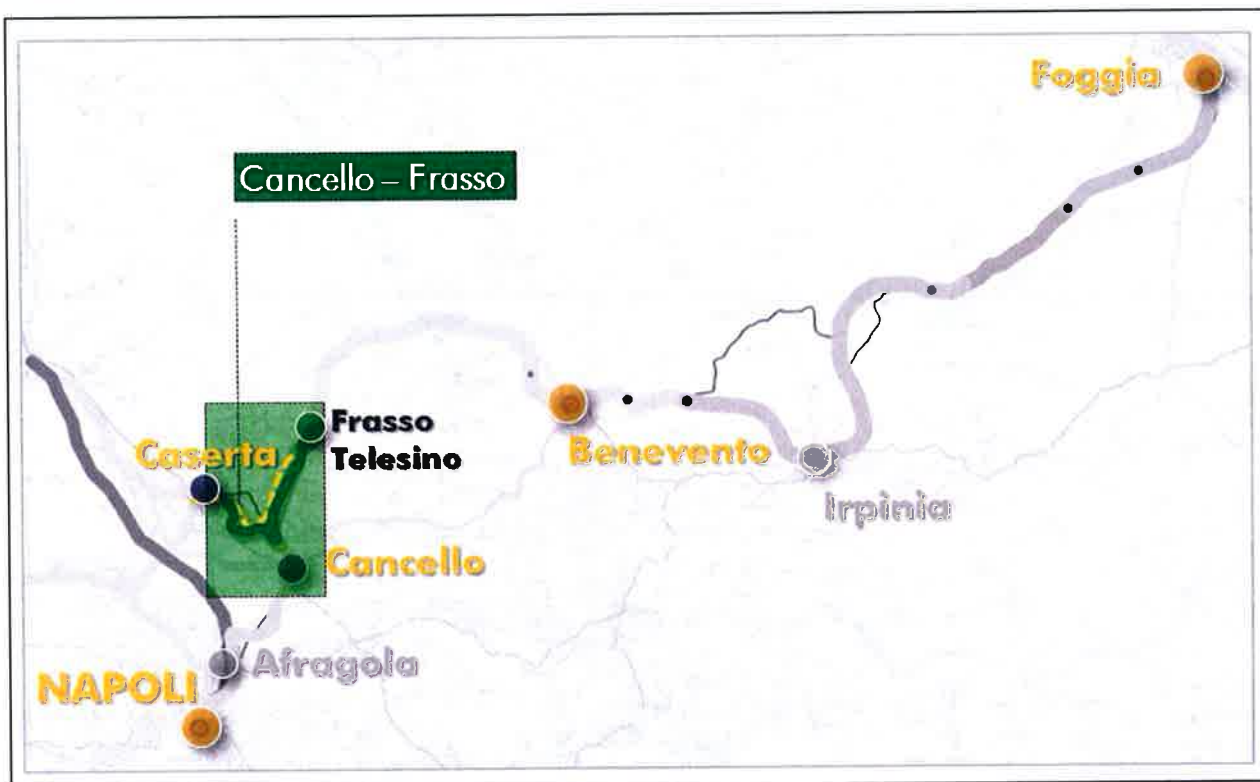 Foggia
Cancello – Frasso
Frasso
Telesino
Caserta
Benevento
Irpinia
Cancello
Afragola
NAPOLI